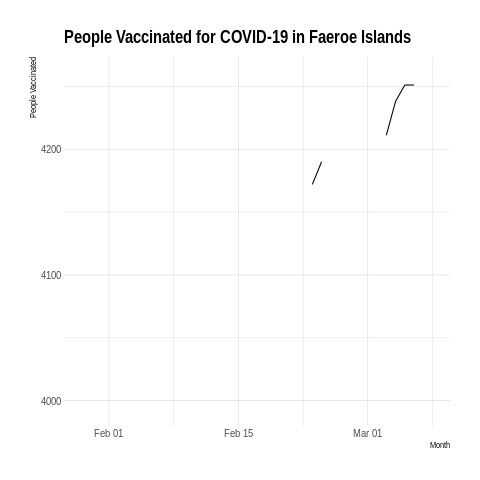 People Vaccinated for COVID-19 in Faeroe Islands
People Vaccinated
4200
4100
4000
Feb 01
Feb 15
Mar 01
Month